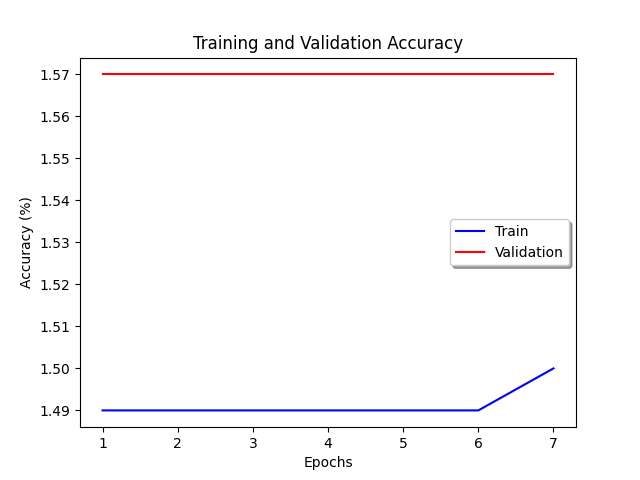 Training and Validation Accuracy
Accuracy (%)
1.57
1.56
1.55
1.54
1.53
1.52
1.51
1.50
1.49
Train
Validation
1 2 3 4 5 6 7
Epochs